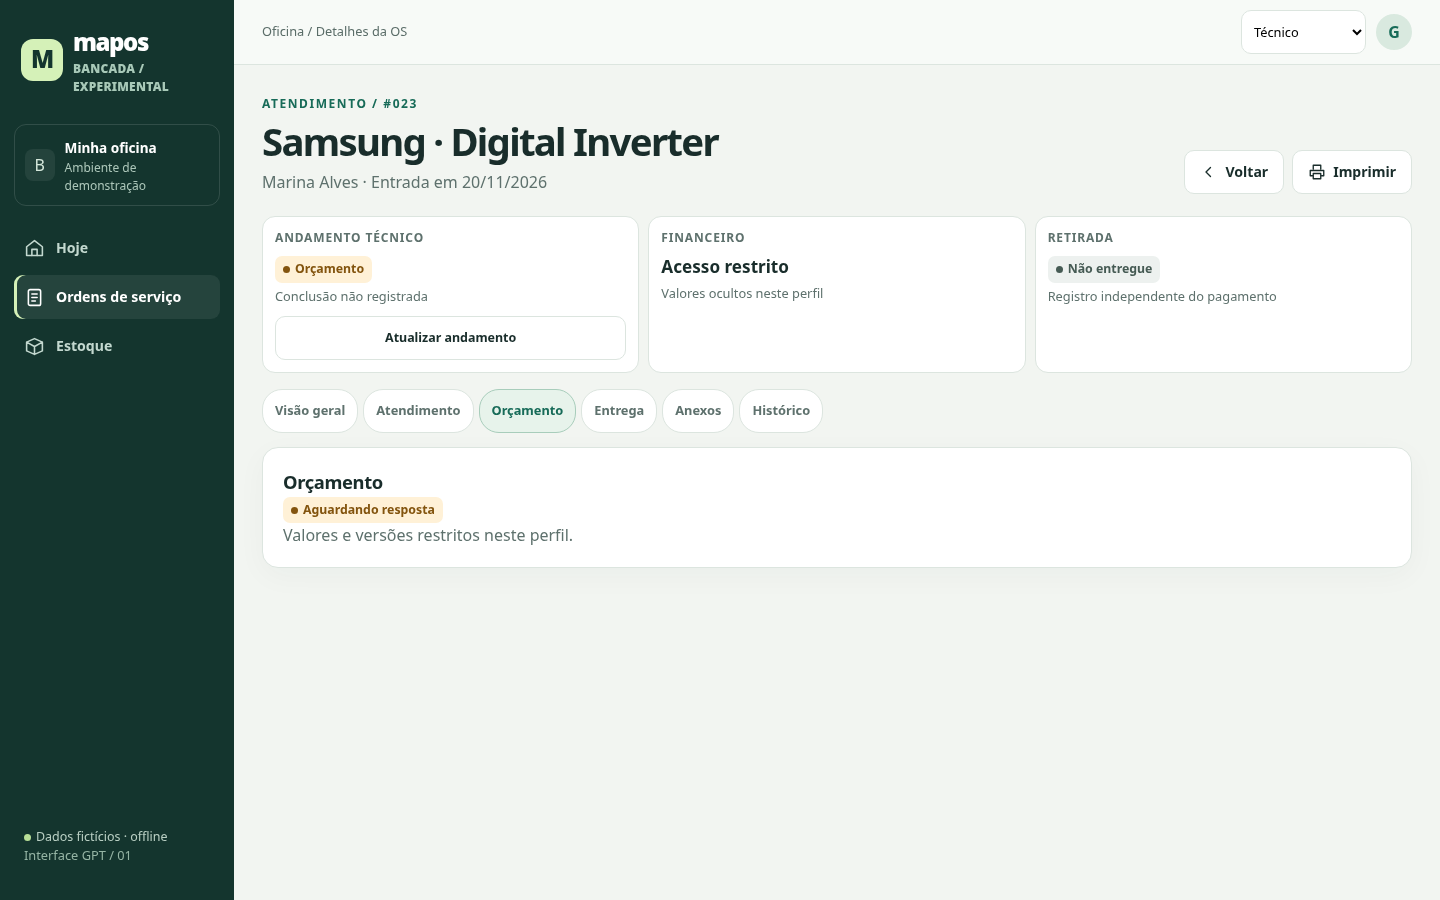 M
mapos
BANCADA /
EXPERIMENTAL
B
Minha oficina
Ambiente de
demonstração
Hoje
Ordens de serviço
Estoque
Dados fictícios · offline
Interface GPT / 01
Oficina / Detalhes da OS
Técnico
G
ATENDIMENTO / #023
Samsung · Digital Inverter
Marina Alves · Entrada em 20/11/2026
Voltar
Imprimir
ANDAMENTO TÉCNICO
Orçamento
Conclusão não registrada
Atualizar andamento
FINANCEIRO
Acesso restrito
Valores ocultos neste perfil
RETIRADA
Não entregue
Registro independente do pagamento
Visão geral
Atendimento
Orçamento
Entrega
Anexos
Histórico
Orçamento
Aguardando resposta
Valores e versões restritos neste perfil.